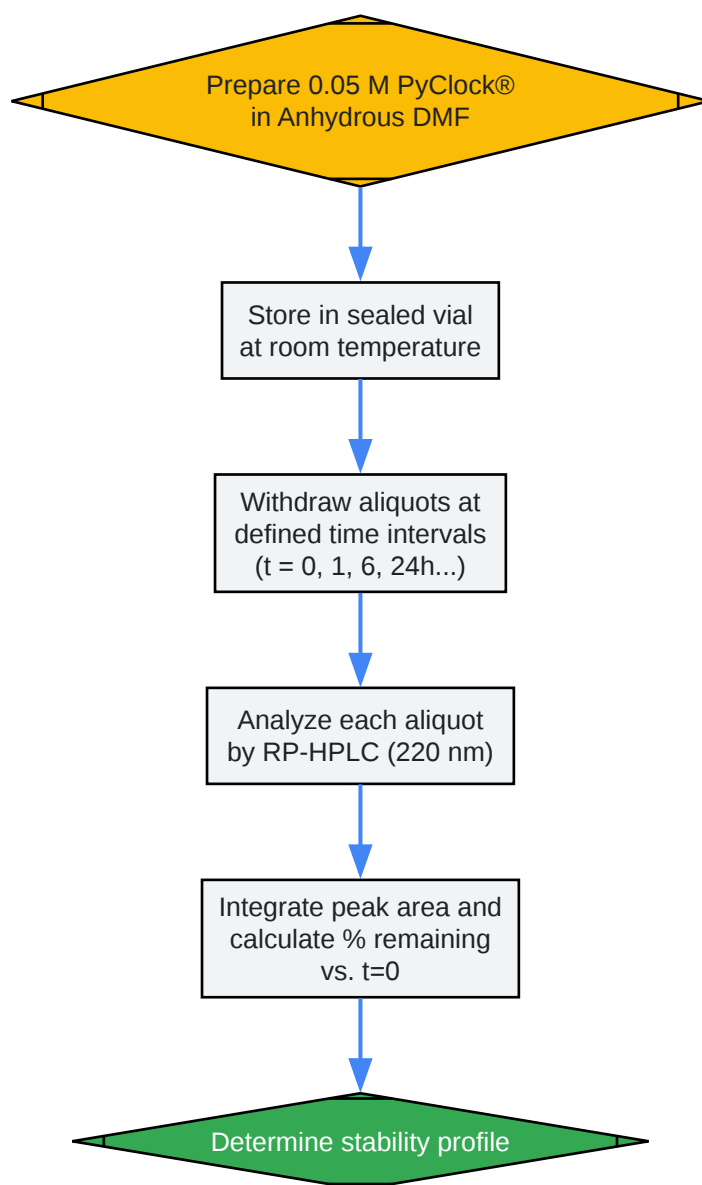 Prepare 0.05 M PyClock®
in Anhydrous DMF
Store in sealed vial
at room temperature
Withdraw aliquots at
defined time intervals
(t = 0, 1, 6, 24h...)
Analyze each aliquot
by RP-HPLC (220 nm)
Integrate peak area and
calculate % remaining
vs. t=0
Determine stability profile